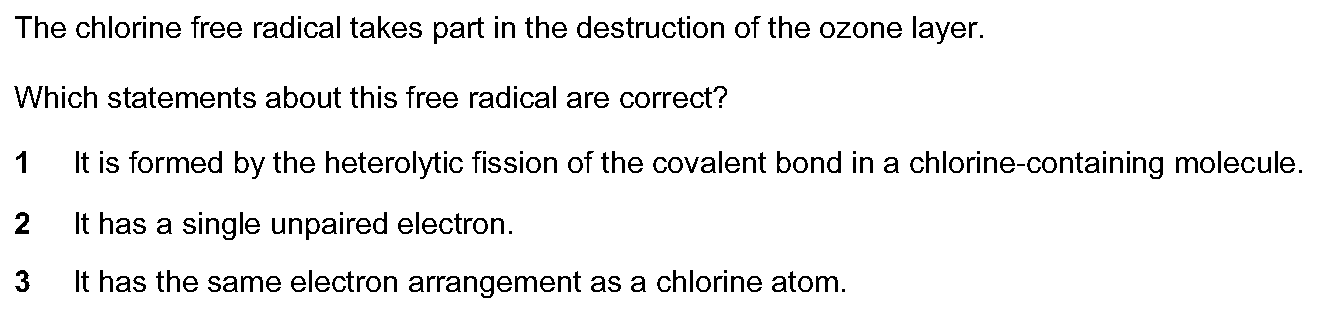 The chlorine free radical takes part in the destruction of the ozone layer.
Which statements about this free radical are correct?
1 It is formed by the heterolytic fission of the covalent bond in a chlorine-containing molecule.
2 It has a single unpaired electron.
3 It has the same electron arrangement as a chlorine atom.